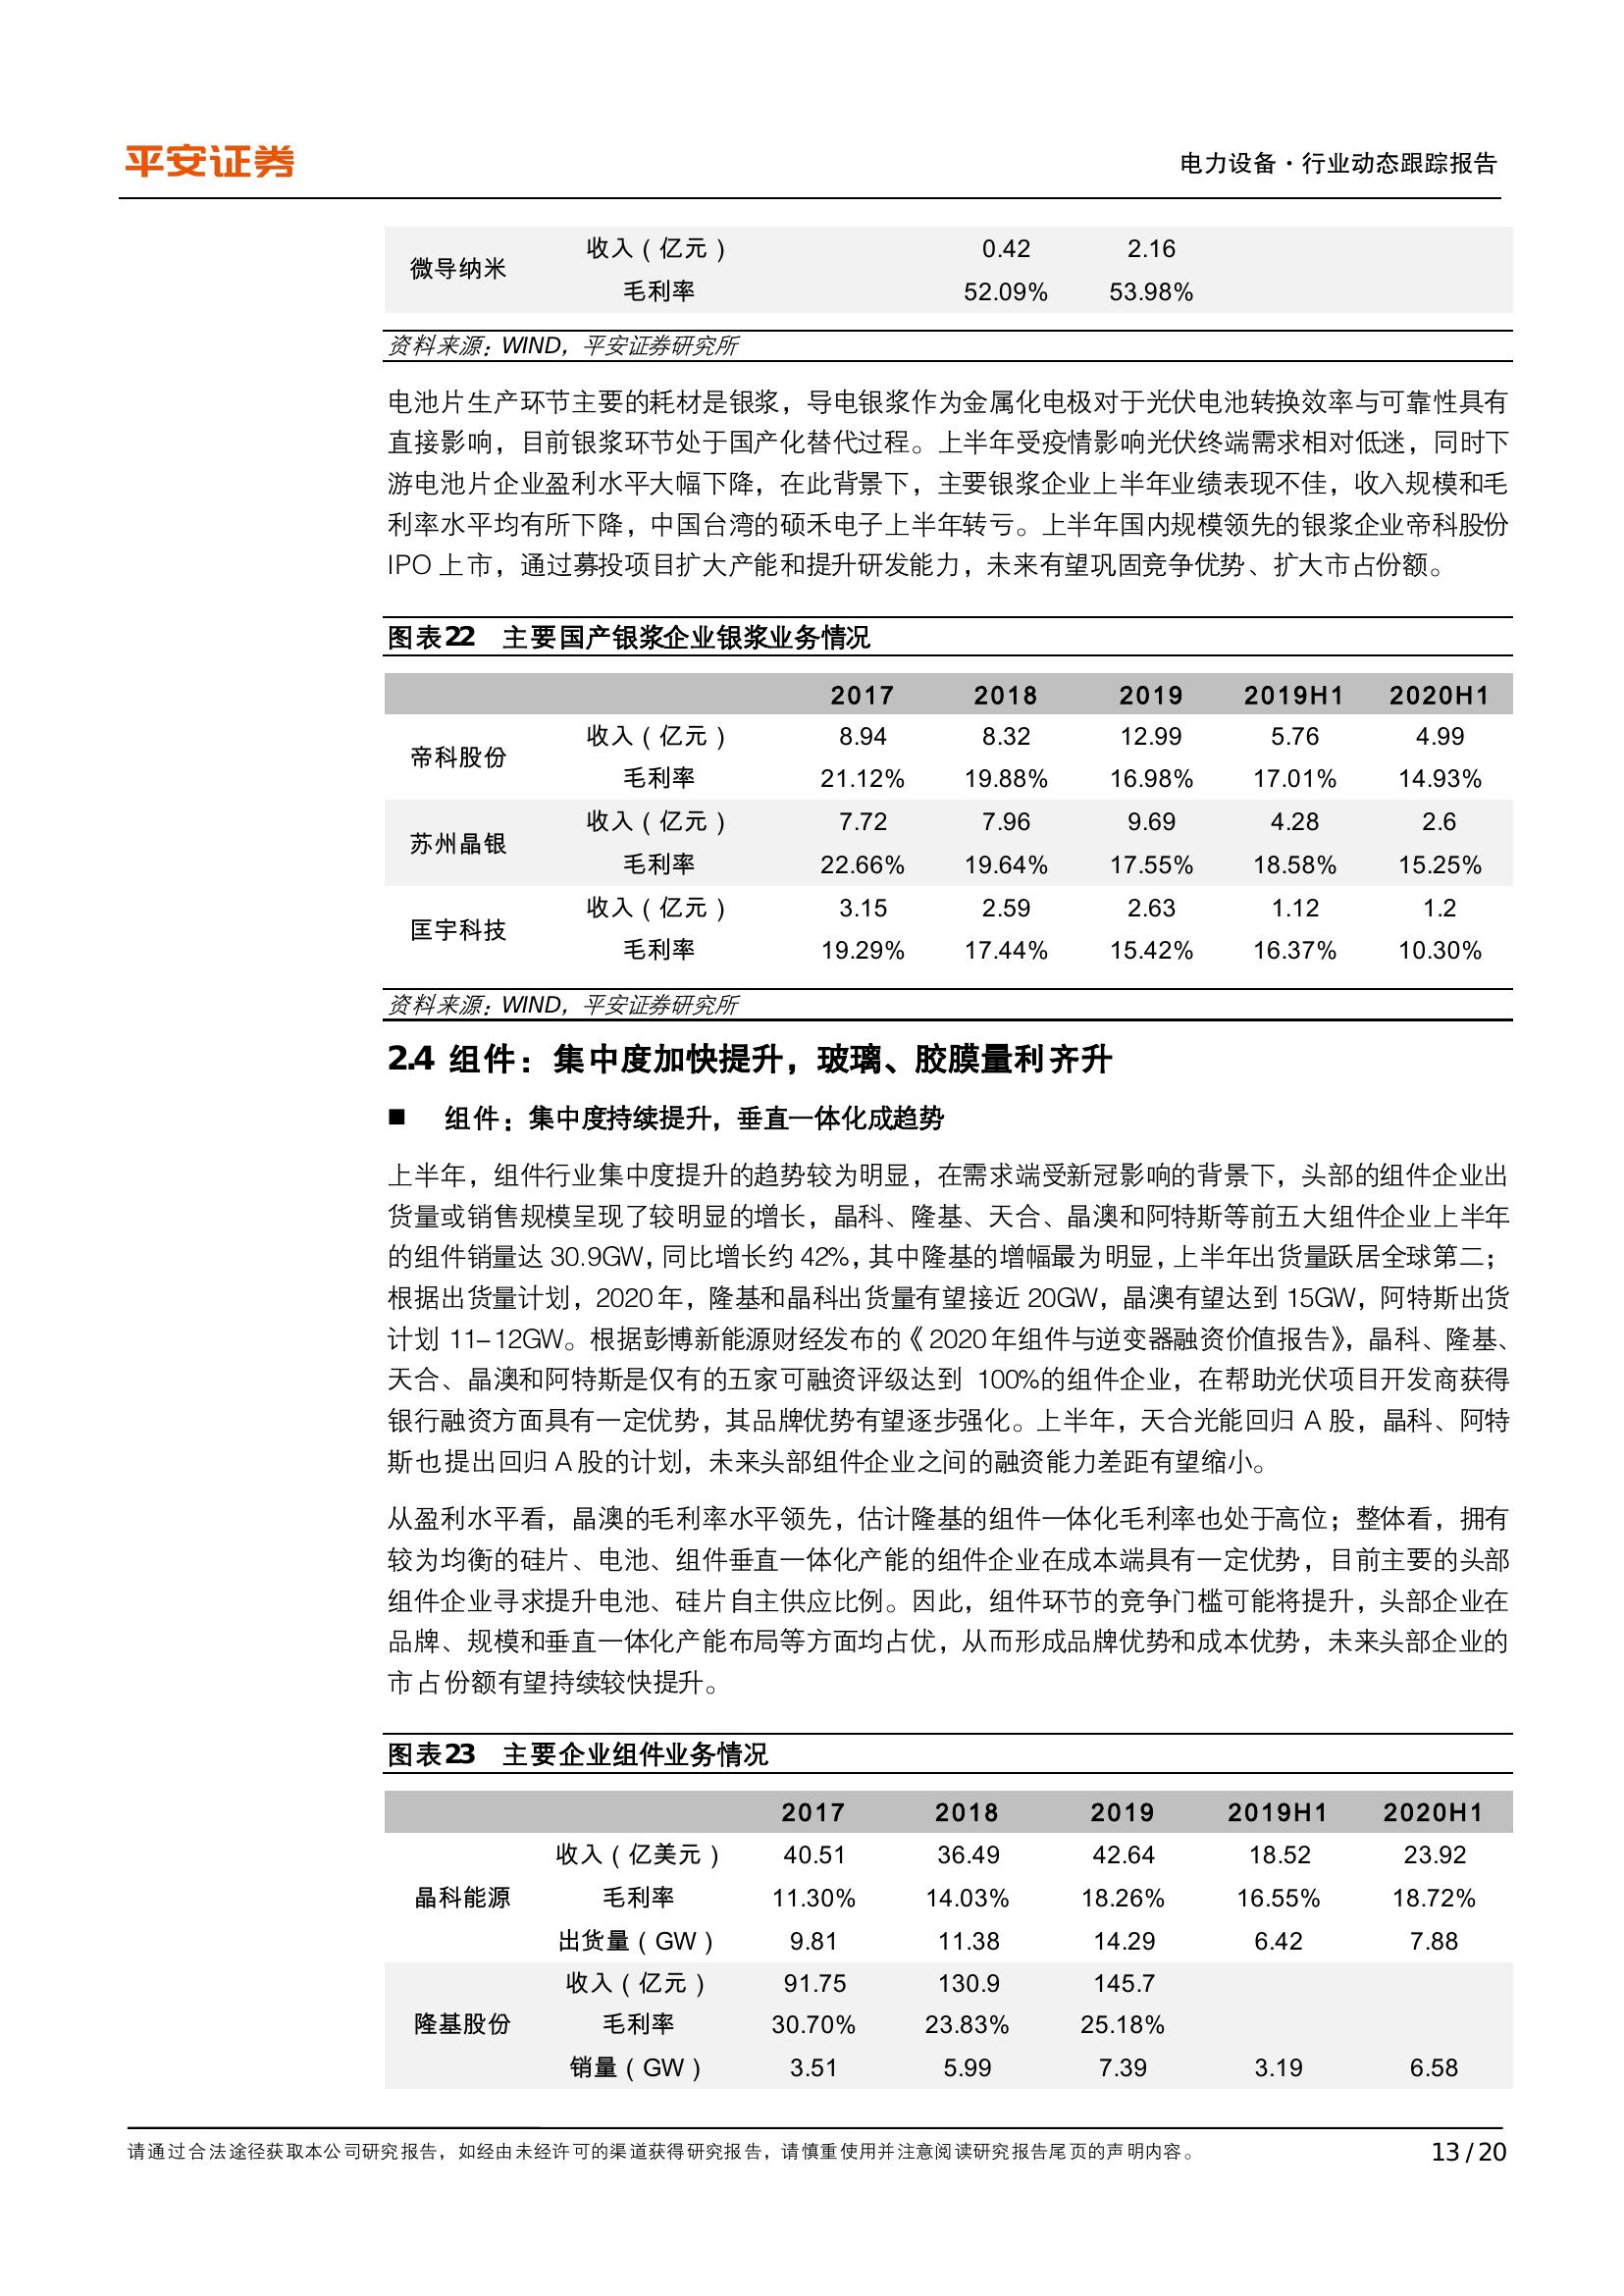 平安证券
电力设备·行业动态跟踪报告
微导纳米 收入（亿元） 0.42 2.16
毛利率 52.09% 53.98%
资料来源：WIND，平安证券研究所
电池片生产环节主要的耗材是银浆，导电银浆作为金属化电极对于光伏电池转换效率与可靠性具有
直接影响，目前银浆环节处于国产化替代过程。上半年受疫情影响光伏终端需求相对低迷，同时下
游电池片企业盈利水平大幅下降，在此背景下，主要银浆企业上半年业绩表现不佳，收入规模和毛
利率水平均有所下降，中国台湾的硕禾电子上半年转亏。上半年国内规模领先的银浆企业帝科股份
IPO 上市，通过募投项目扩大产能和提升研发能力，未来有望巩固竞争优势、扩大市占份额。
图表22 主要国产银浆企业银浆业务情况
2017 2018 2019 2019H1 2020H1
帝科股份 收入（亿元） 8.94 8.32 12.99 5.76 4.99
毛利率 21.12% 19.88% 16.98% 17.01% 14.93%
苏州晶银 收入（亿元） 7.72 7.96 9.69 4.28 2.6
毛利率 22.66% 19.64% 17.55% 18.58% 15.25%
匡宇科技 收入（亿元） 3.15 2.59 2.63 1.12 1.2
毛利率 19.29% 17.44% 15.42% 16.37% 10.30%
资料来源：WIND，平安证券研究所
2.4 组件：集中度加快提升，玻璃、胶膜量利齐升
■ 组件：集中度持续提升，垂直一体化成趋势
上半年，组件行业集中度提升的趋势较为明显，在需求端受新冠影响的背景下，头部的组件企业出
货量或销售规模呈现了较明显的增长，晶科、隆基、天合、晶澳和阿特斯等前五大组件企业上半年
的组件销量达 30.9GW，同比增长约 42%，其中隆基的增幅最为明显，上半年出货量跃居全球第二；
根据出货量计划，2020 年，隆基和晶科出货量有望接近 20GW，晶澳有望达到 15GW，阿特斯出货
计划 11-12GW。根据彭博新能源财经发布的《2020 年组件与逆变器融资价值报告》，晶科、隆基、
天合、晶澳和阿特斯是仅有的五家可融资评级达到 100%的组件企业，在帮助光伏项目开发商获得
银行融资方面具有一定优势，其品牌优势有望逐步强化。上半年，天合光能回归 A 股，晶科、阿特
斯也提出回归 A 股的计划，未来头部组件企业之间的融资能力差距有望缩小。
从盈利水平看，晶澳的毛利率水平领先，估计隆基的组件一体化毛利率也处于高位；整体看，拥有
较为均衡的硅片、电池、组件垂直一体化产能的组件企业在成本端具有一定优势，目前主要的头部
组件企业寻求提升电池、硅片自主供应比例。因此，组件环节的竞争门槛可能将提升，头部企业在
品牌、规模和垂直一体化产能布局等方面均占优，从而形成品牌优势和成本优势，未来头部企业的
市占份额有望持续较快提升。
图表23 主要企业组件业务情况
2017 2018 2019 2019H1 2020H1
晶科能源 收入（亿美元） 40.51 36.49 42.64 18.52 23.92
毛利率 11.30% 14.03% 18.26% 16.55% 18.72%
出货量（GW） 9.81 11.38 14.29 6.42 7.88
隆基股份 收入（亿元） 91.75 130.9 145.7
毛利率 30.70% 23.83% 25.18%
销量（GW） 3.51 5.99 7.39 3.19 6.58
请通过合法途径获取本公司研究报告，如经由未经许可的渠道获得研究报告，请慎重使用并注意阅读研究报告尾页的声明内容。
13 / 20